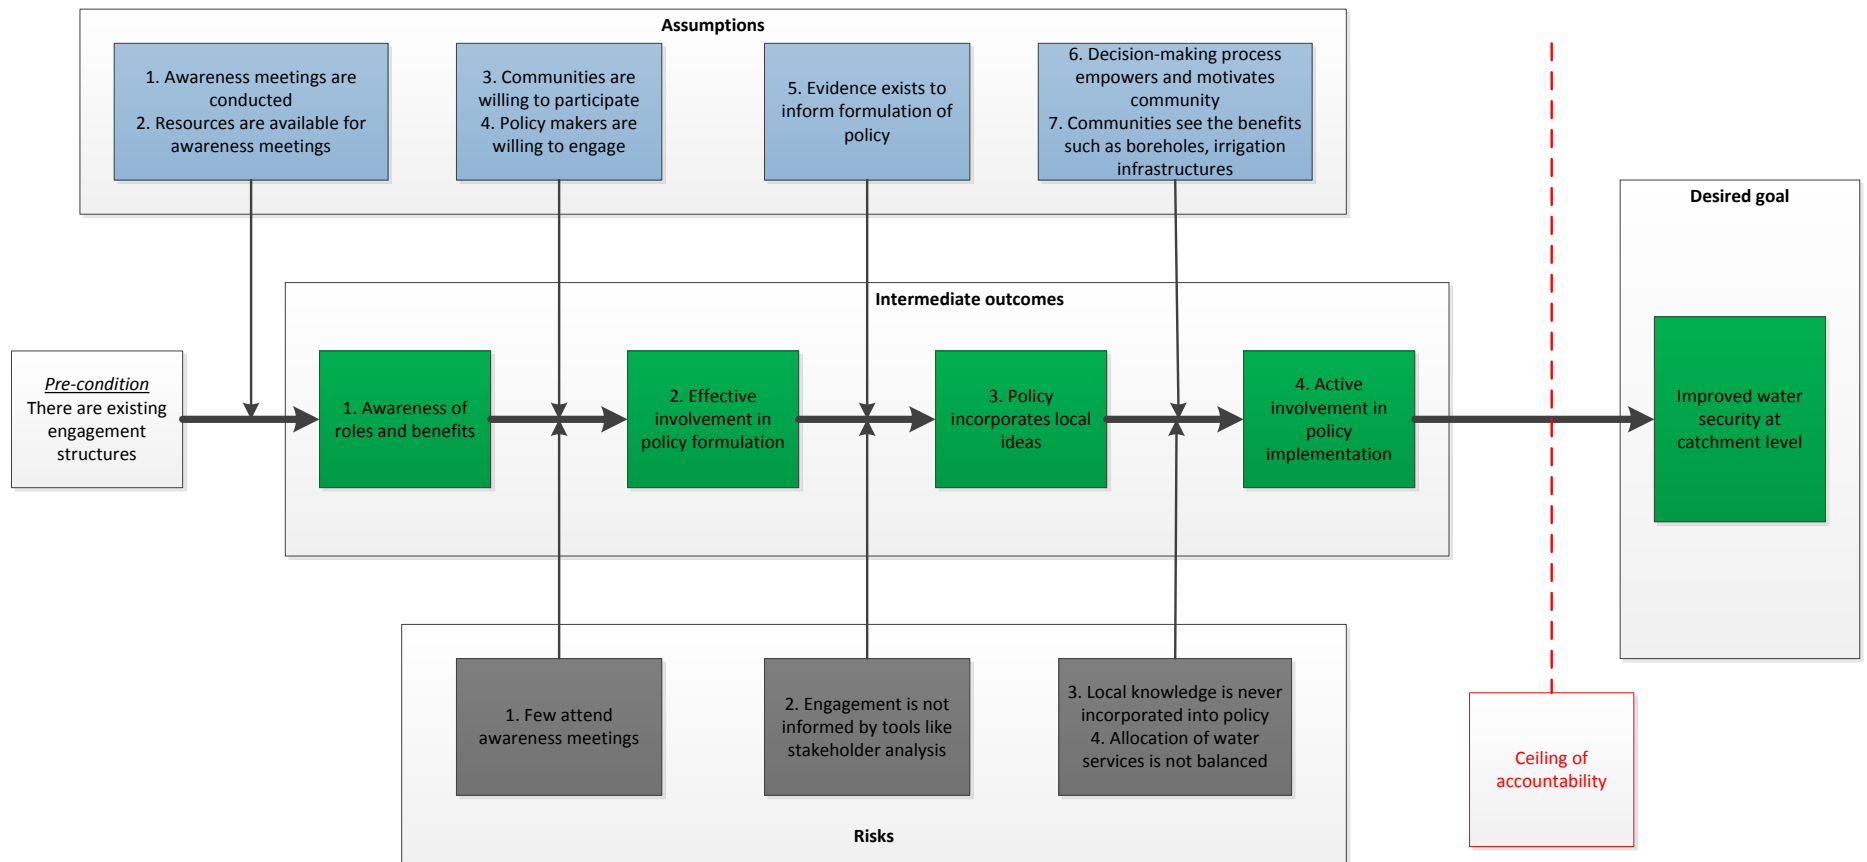 Assumptions
1. Awareness meetings are
conducted
2. Resources are available for
awareness meetings
3. Communities are
willing to participate
4. Policy makers are
willing to engage
5. Evidence exists to
inform formulation of
policy
6. Decision-making process
empowers and motivates
community
7. Communities see the benefits
such as boreholes, irrigation
infrastructures
Desired goal
Intermediate outcomes
Pre-condition
There are existing
engagement
structures
1. Awareness of
roles and benefits
2. Effective
involvement in
policy formulation
3. Policy
incorporates local
ideas
4. Active
involvement in
policy
implementation
Improved water
security at
catchment level
1. Few attend
awareness meetings
2. Engagement is not
informed by tools like
stakeholder analysis
3. Local knowledge is never
incorporated into policy
4. Allocation of water
services is not balanced
Ceiling of
accountability
Risks